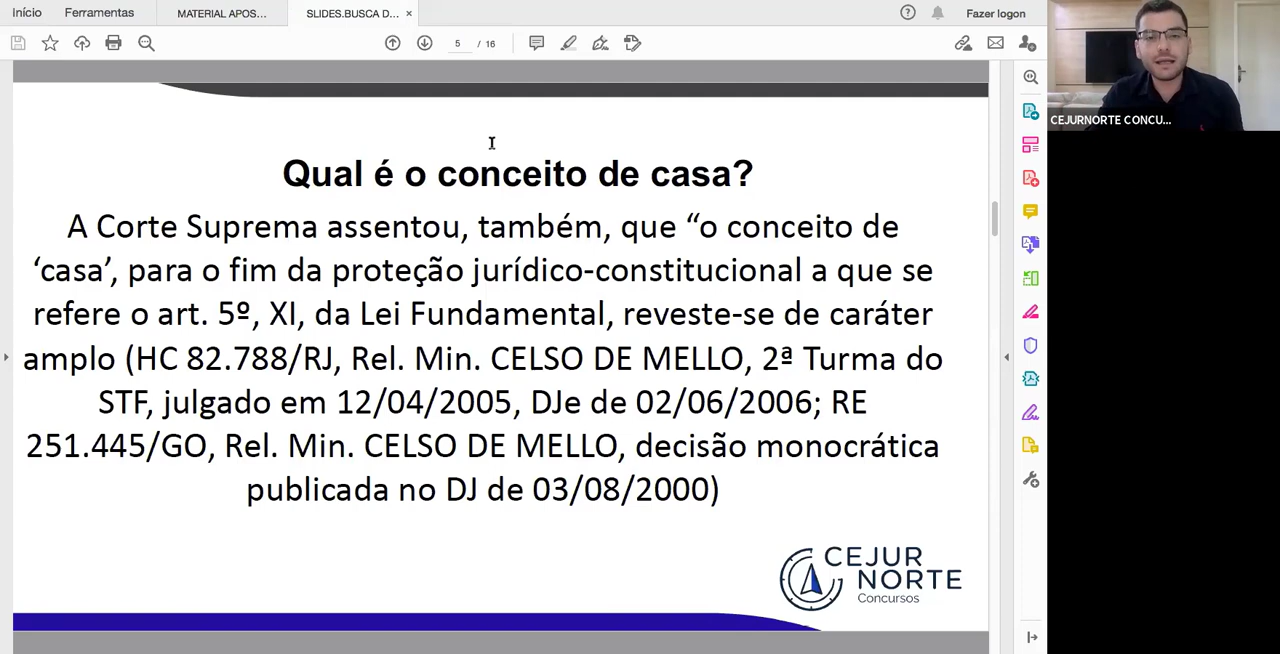 Início
Ferramentas
MATERIAL APOS...
SLIDES.BUSCA D... ×
Fazer logon
5 / 16
Qual é o conceito de casa?
A Corte Suprema assentou, também, que “o conceito de
‘casa’, para o fim da proteção jurídico-constitucional a que se
refere o art. 5º, XI, da Lei Fundamental, reveste-se de caráter
amplo (HC 82.788/RJ, Rel. Min. CELSO DE MELLO, 2ª Turma do
STF, julgado em 12/04/2005, DJe de 02/06/2006; RE
251.445/GO, Rel. Min. CELSO DE MELLO, decisão monocrática
publicada no DJ de 03/08/2000)
CEJUR
NORTE
Concursos
CEJURNORTE CONCU...